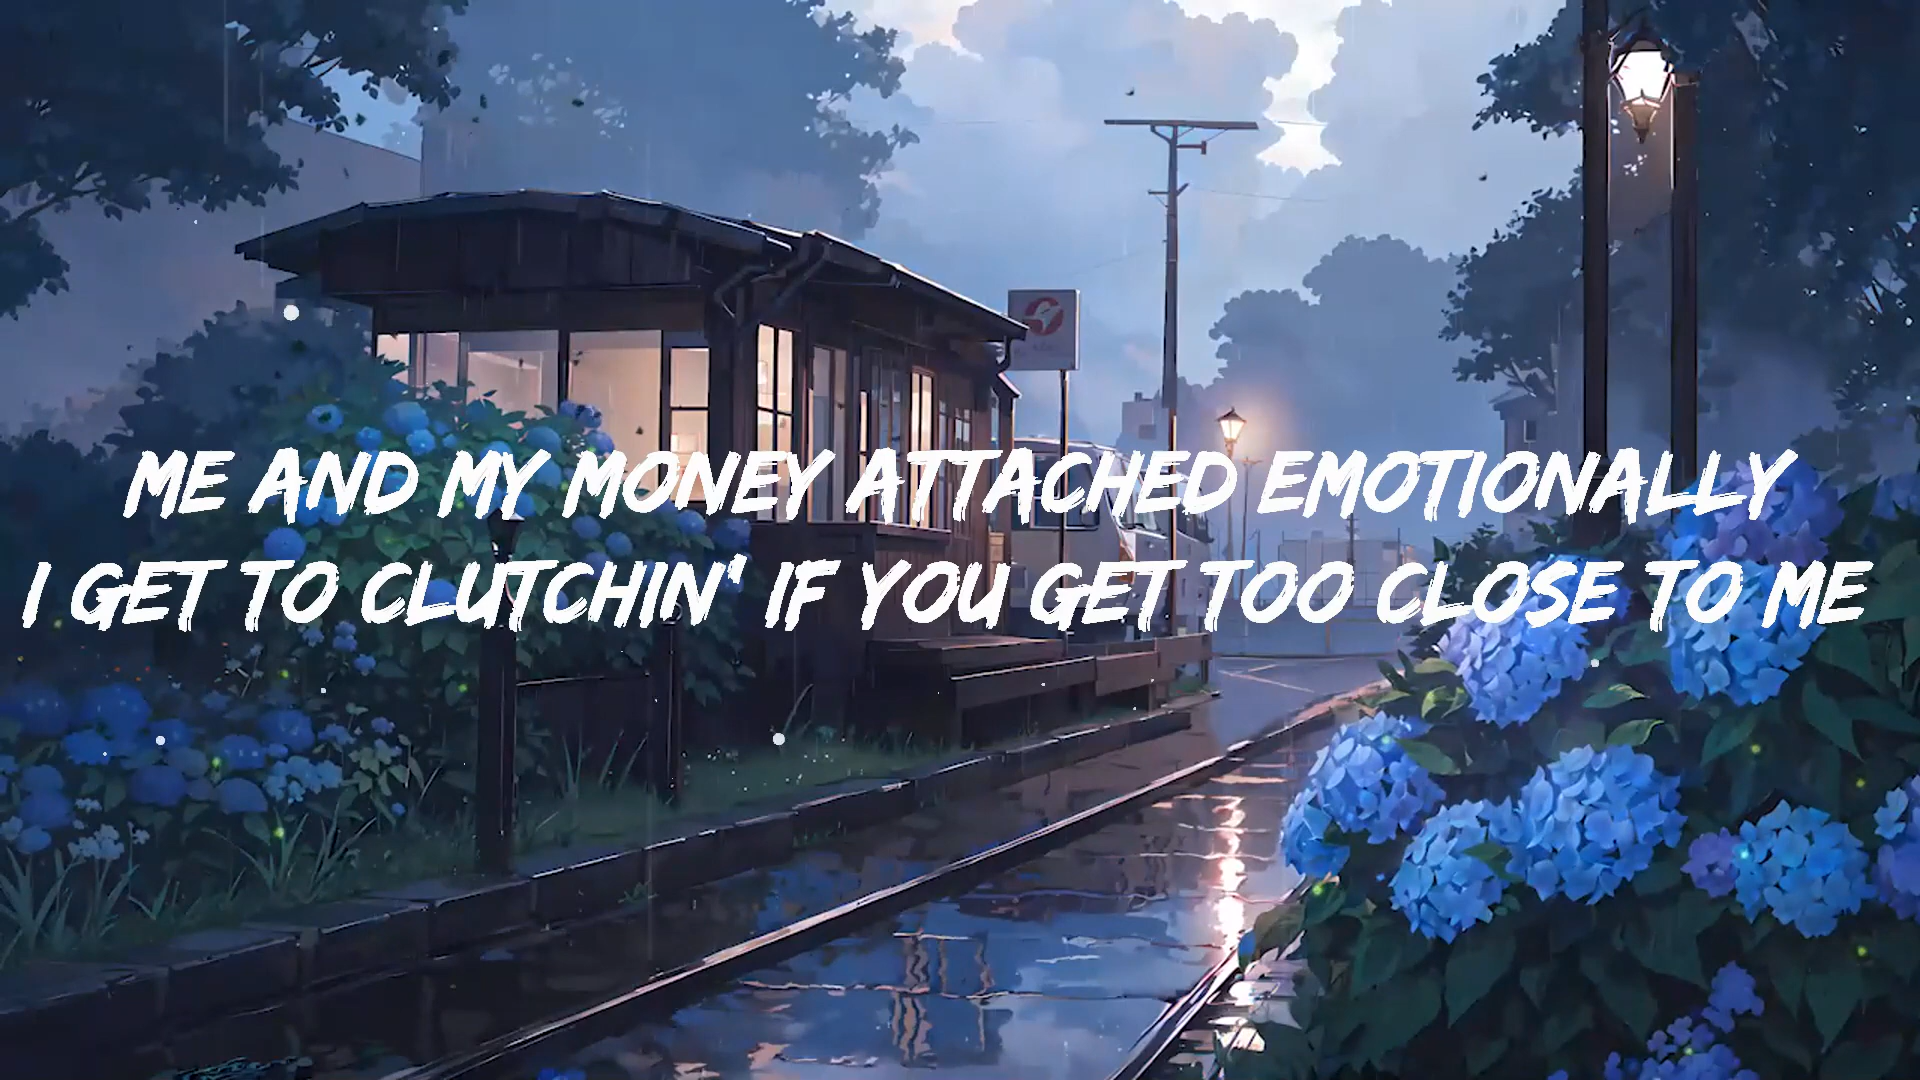 ME AND MY MONEY ATTACHED EMOTIONALLY
I GET TO CLUTCHIN' IF YOU GET TOO CLOSE TO ME